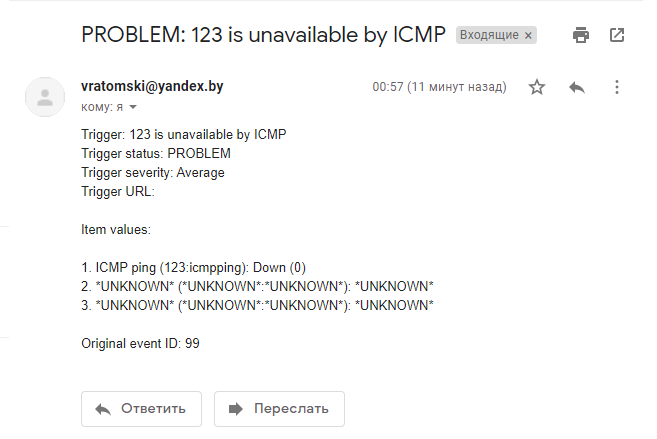 PROBLEM: 123 is unavailable by ICMP Входящие ×
vratomski@yandex.by 00:57 (11 минут назад)
кому: я
Trigger: 123 is unavailable by ICMP
Trigger status: PROBLEM
Trigger severity: Average
Trigger URL:
Item values:
1. ICMP ping (123:icmpping): Down (0)
2. *UNKNOWN* (*UNKNOWN*:*UNKNOWN*): *UNKNOWN*
3. *UNKNOWN* (*UNKNOWN*:*UNKNOWN*): *UNKNOWN*
Original event ID: 99
Ответить Переслать